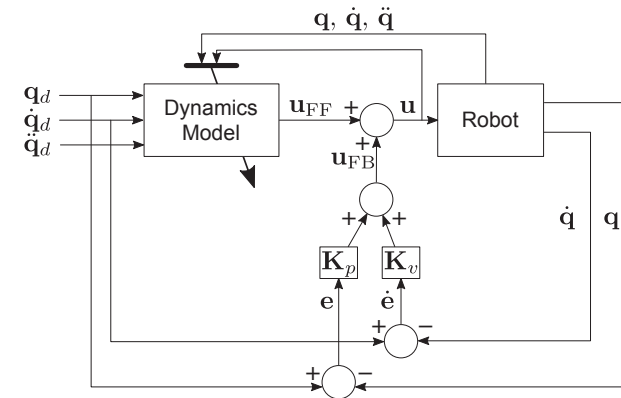 q, q̇, q̈
q_d
q̇_d
q̈_d
Dynamics
Model
u_FF
+
u
Robot
+
u_FB
+
+
q̇
q
K_p
K_v
e
ė
+
−
+
−